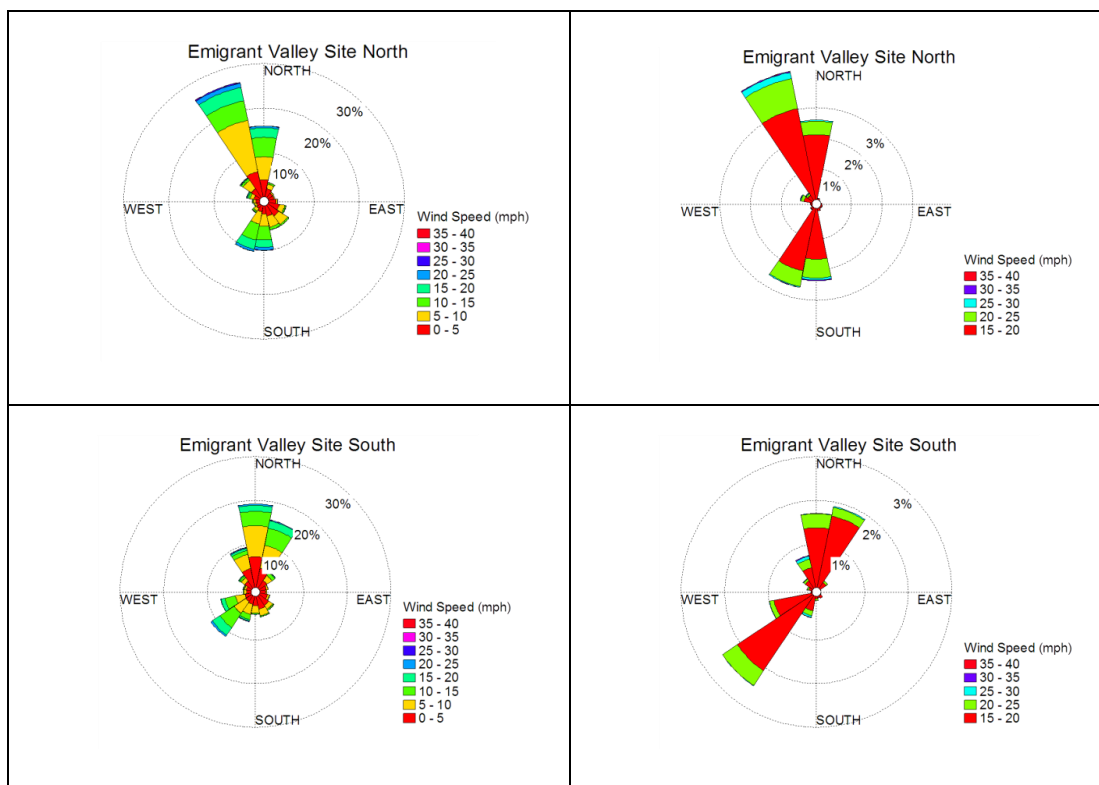 Emigrant Valley Site North
NORTH
30%
20%
10%
WEST
EAST
SOUTH
Wind Speed (mph)
35 - 40
30 - 35
25 - 30
20 - 25
15 - 20
10 - 15
5 - 10
0 - 5
Emigrant Valley Site North
NORTH
3%
2%
1%
WEST
EAST
SOUTH
Wind Speed (mph)
35 - 40
30 - 35
25 - 30
20 - 25
15 - 20
Emigrant Valley Site South
NORTH
30%
20%
10%
WEST
EAST
SOUTH
Wind Speed (mph)
35 - 40
30 - 35
25 - 30
20 - 25
15 - 20
10 - 15
5 - 10
0 - 5
Emigrant Valley Site South
NORTH
3%
2%
1%
WEST
EAST
SOUTH
Wind Speed (mph)
35 - 40
30 - 35
25 - 30
20 - 25
15 - 20